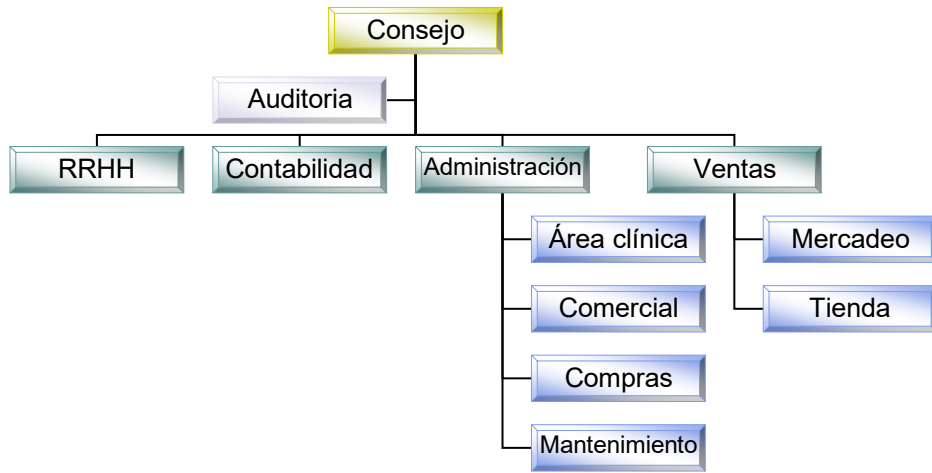 Consejo
Auditoria
RRHH
Contabilidad
Administración
Ventas
Área clínica
Mercadeo
Comercial
Tienda
Compras
Mantenimiento